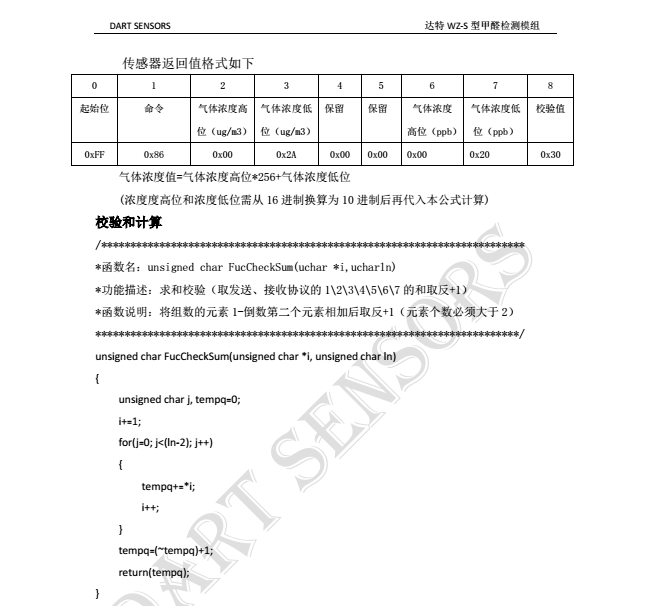 DART SENSORS 达特 WZ-S 型甲醛检测模组
传感器返回值格式如下
0 1 2 3 4 5 6 7 8
起始位 命令 气体浓度高 气体浓度低 保留 保留 气体浓度 气体浓度低 校验值
位（ug/m3） 位（ug/m3） 高位（ppb） 位（ppb）
0xFF 0x86 0x00 0x2A 0x00 0x00 0x00 0x20 0x30
气体浓度值=气体浓度高位*256+气体浓度低位
(浓度度高位和浓度低位需从 16 进制换算为 10 进制后再代入本公式计算)
校验和计算
/*************************************************************************
*函数名: unsigned char FucCheckSum(uchar *i,ucharln)
*功能描述: 求和校验（取发送、接收协议的 1\2\3\4\5\6\7 的和取反+1）
*函数说明: 将组数的元素 1-倒数第二个元素相加后取反+1（元素个数必须大于 2）
*************************************************************************/
unsigned char FucCheckSum(unsigned char *i, unsigned char ln)
{
unsigned char j, tempq=0;
i+=1;
for(j=0; j<(ln-2); j++)
{
tempq+=*i;
i++;
}
tempq=(~tempq)+1;
return(tempq);
}
DART SENSORS